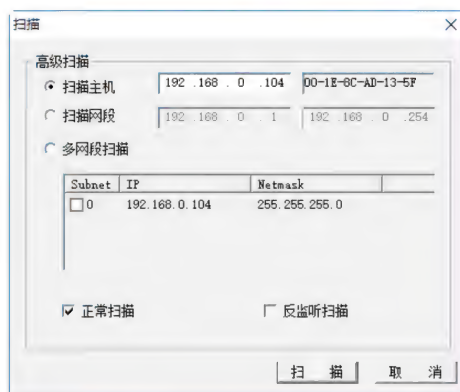 扫描
高级扫描
扫描主机 192 .168 . 0 .104 00-1E-8C-AD-13-5F
扫描网段 192 .168 . 0 . 1 192 .168 . 0 .254
多网段扫描
Subnet IP Netmask
0 192.168.0.104 255.255.255.0
正常扫描 反监听扫描
扫 描 取 消